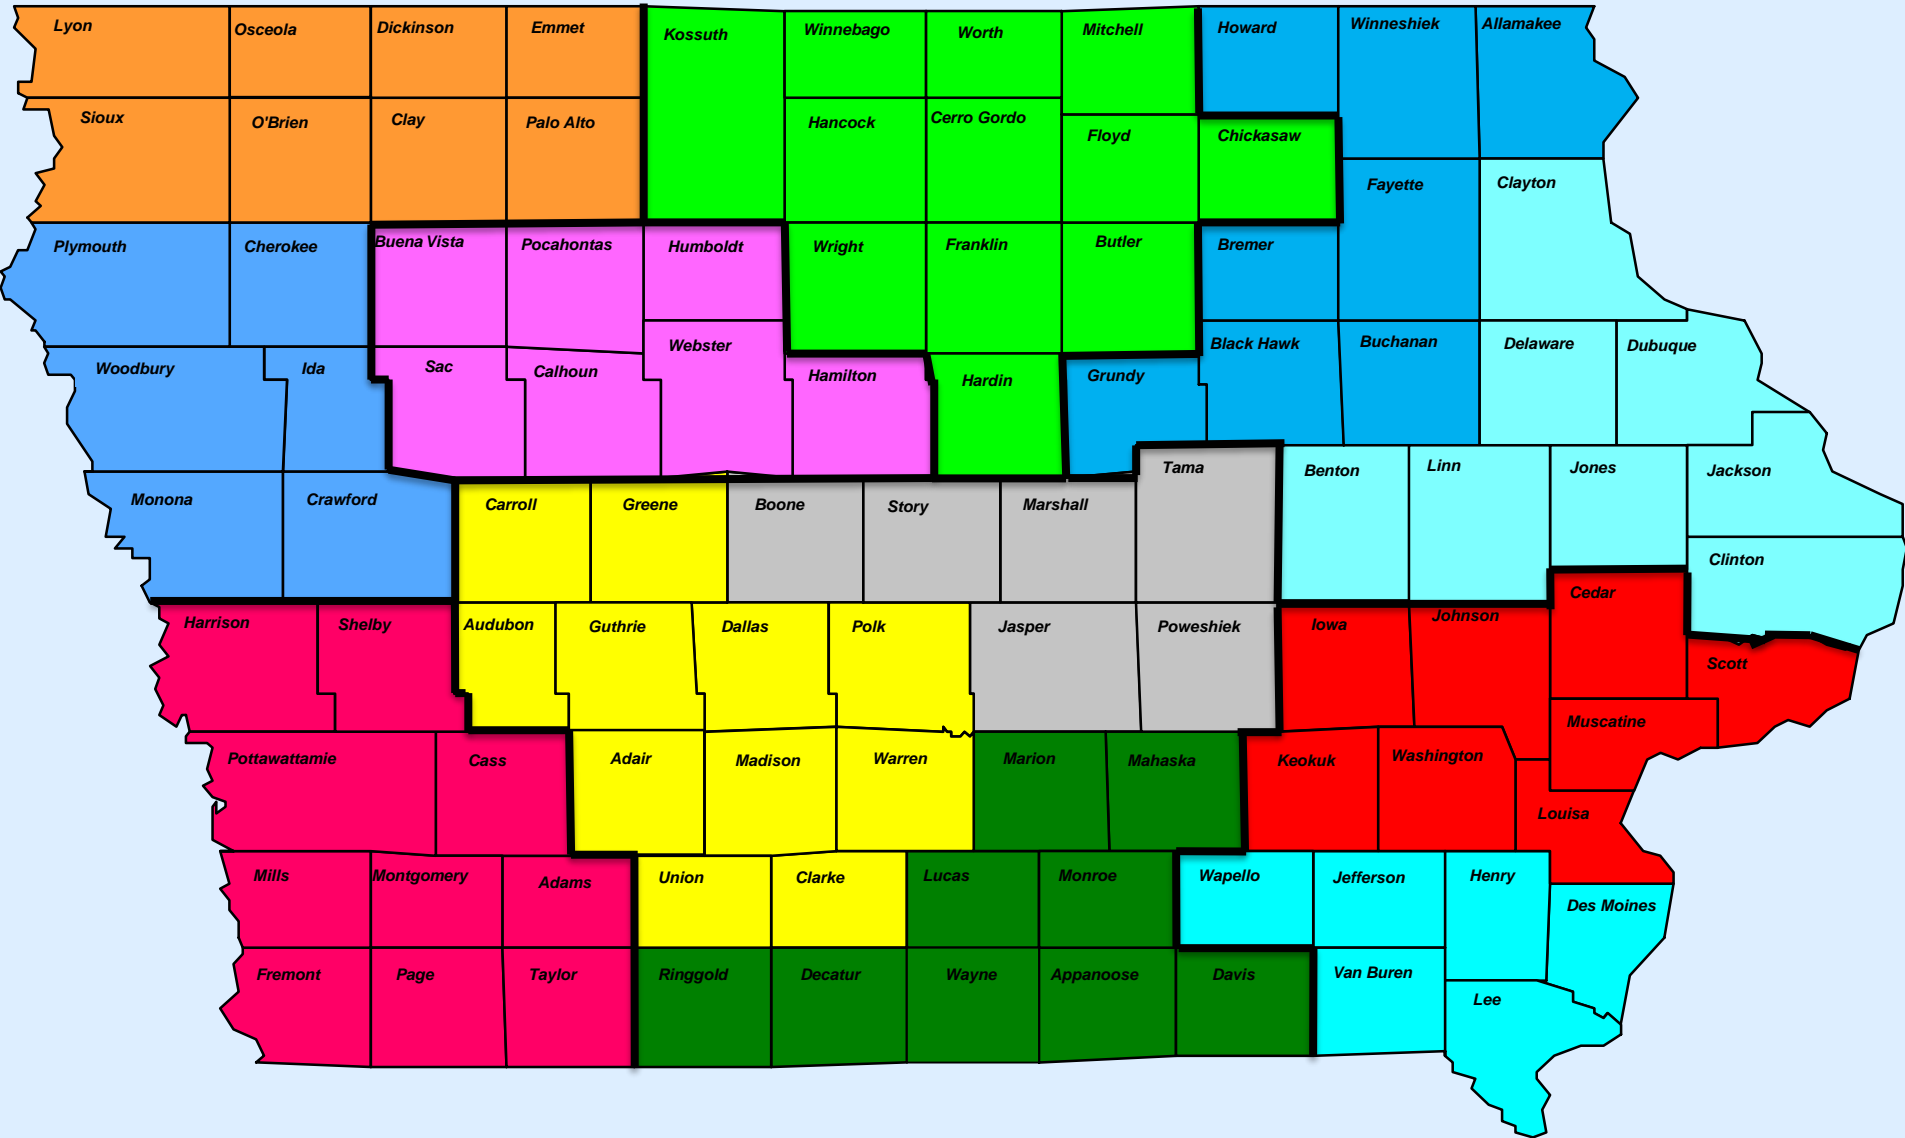 Lyon
Osceola
Dickinson
Emmet
Kossuth
Winnebago
Worth
Mitchell
Howard
Winneshiek
Allamakee
Sioux
O'Brien
Clay
Palo Alto
Hancock
Cerro Gordo
Floyd
Chickasaw
Fayette
Clayton
Plymouth
Cherokee
Buena Vista
Pocahontas
Humboldt
Wright
Franklin
Butler
Bremer
Woodbury
Ida
Sac
Calhoun
Webster
Hamilton
Hardin
Grundy
Black Hawk
Buchanan
Delaware
Dubuque
Monona
Crawford
Carroll
Greene
Boone
Story
Marshall
Tama
Benton
Linn
Jones
Jackson
Clinton
Harrison
Shelby
Audubon
Guthrie
Dallas
Polk
Jasper
Poweshiek
Iowa
Johnson
Cedar
Scott
Muscatine
Pottawattamie
Cass
Adair
Madison
Warren
Marion
Mahaska
Keokuk
Washington
Louisa
Mills
Montgomery
Adams
Union
Clarke
Lucas
Monroe
Wapello
Jefferson
Henry
Des Moines
Fremont
Page
Taylor
Ringgold
Decatur
Wayne
Appanoose
Davis
Van Buren
Lee